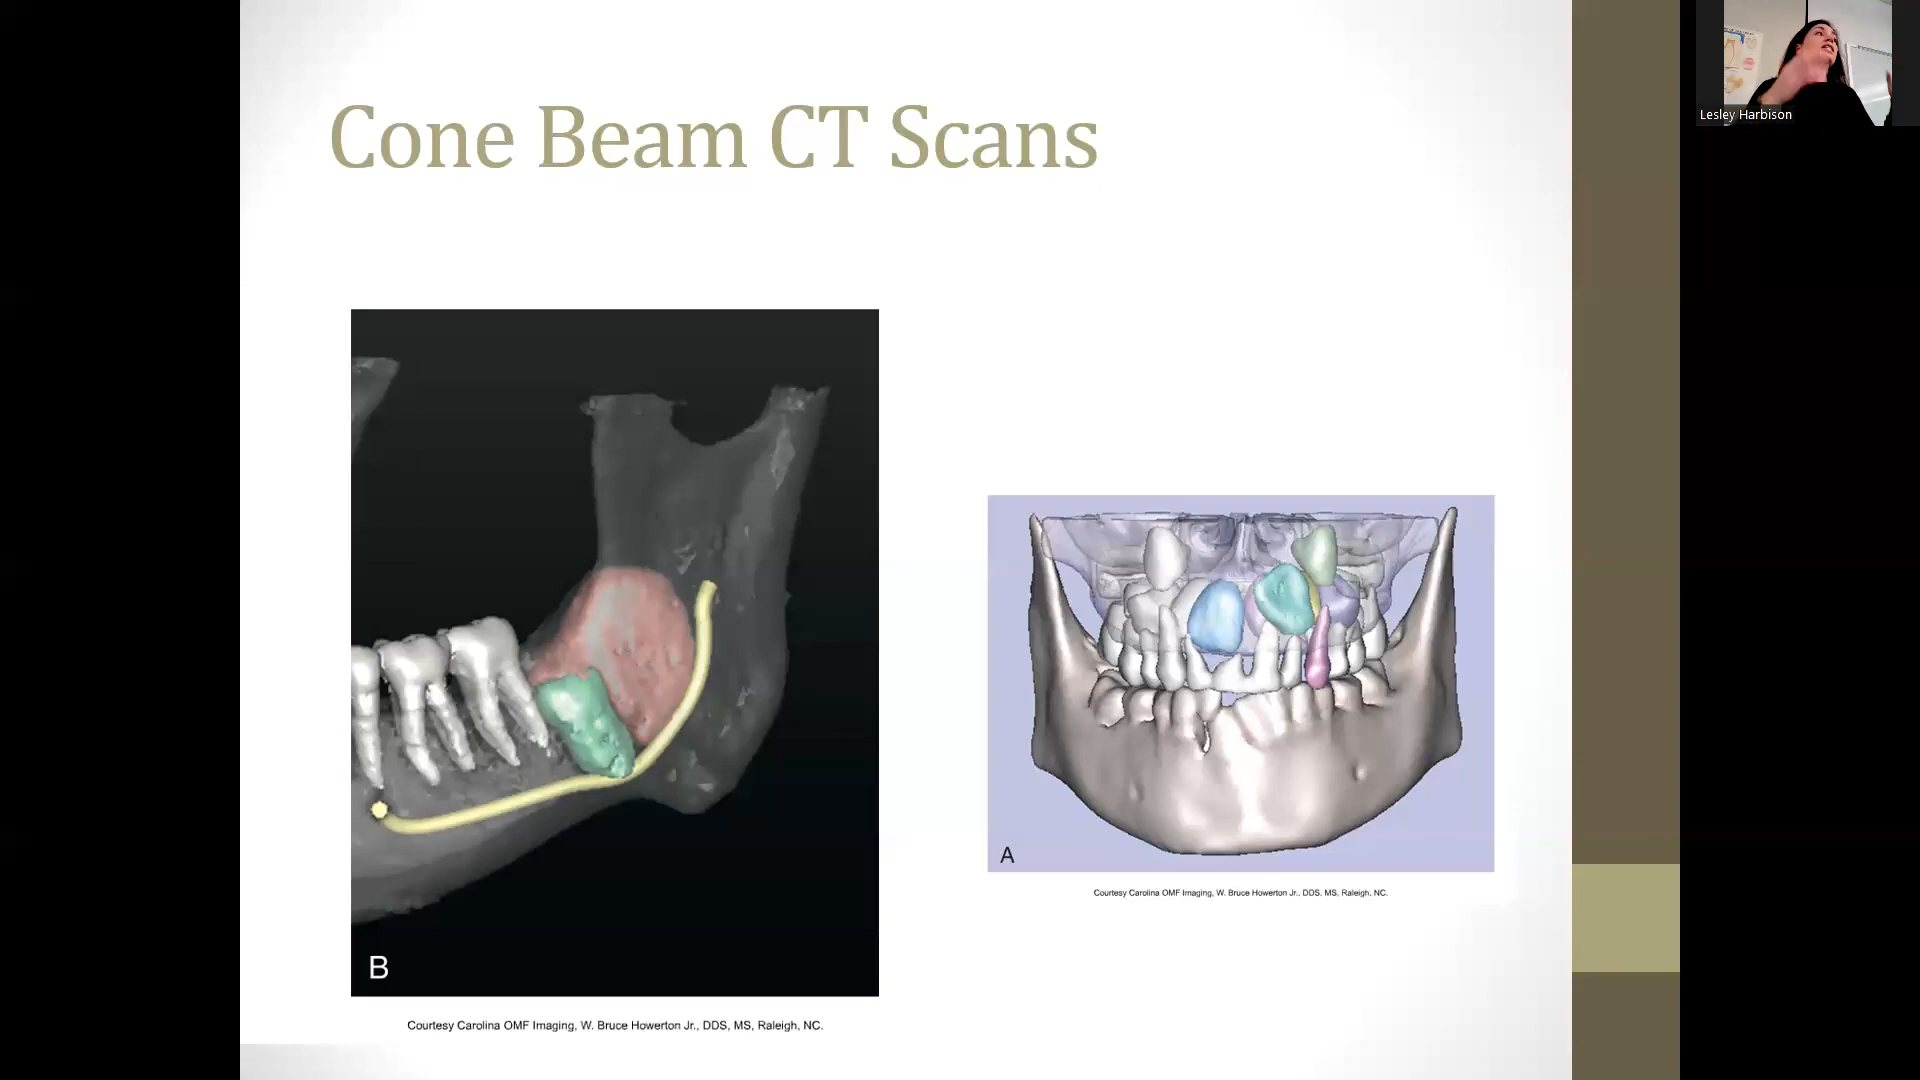 Cone Beam CT Scans
Lesley Harbison
B
Courtesy Carolina OMF Imaging, W. Bruce Howerton Jr., DDS, MS, Raleigh, NC.
A
Courtesy Carolina OMF Imaging, W. Bruce Howerton Jr., DDS, MS, Raleigh, NC.